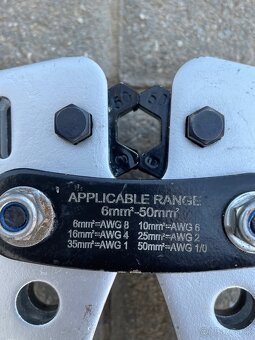 50
APPLICABLE RANGE
6mm²-50mm²
6mm²=AWG 8 10mm²=AWG 6
16mm²=AWG 4 25mm²=AWG 2
35mm²=AWG 1 50mm²=AWG 1/0